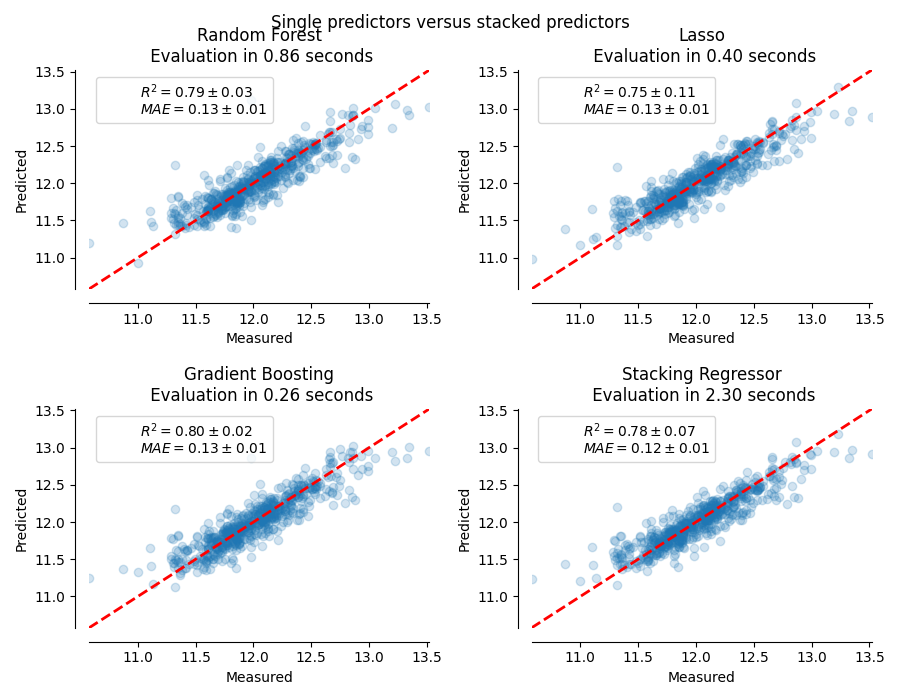 Single predictors versus stacked predictors
Random Forest
Evaluation in 0.86 seconds
R² = 0.79 ± 0.03
MAE = 0.13 ± 0.01
13.5
13.0
12.5
12.0
11.5
11.0
Predicted
11.0 11.5 12.0 12.5 13.0 13.5
Measured
Lasso
Evaluation in 0.40 seconds
R² = 0.75 ± 0.11
MAE = 0.13 ± 0.01
13.5
13.0
12.5
12.0
11.5
11.0
Predicted
11.0 11.5 12.0 12.5 13.0 13.5
Measured
Gradient Boosting
Evaluation in 0.26 seconds
R² = 0.80 ± 0.02
MAE = 0.13 ± 0.01
13.5
13.0
12.5
12.0
11.5
11.0
Predicted
11.0 11.5 12.0 12.5 13.0 13.5
Measured
Stacking Regressor
Evaluation in 2.30 seconds
R² = 0.78 ± 0.07
MAE = 0.12 ± 0.01
13.5
13.0
12.5
12.0
11.5
11.0
Predicted
11.0 11.5 12.0 12.5 13.0 13.5
Measured